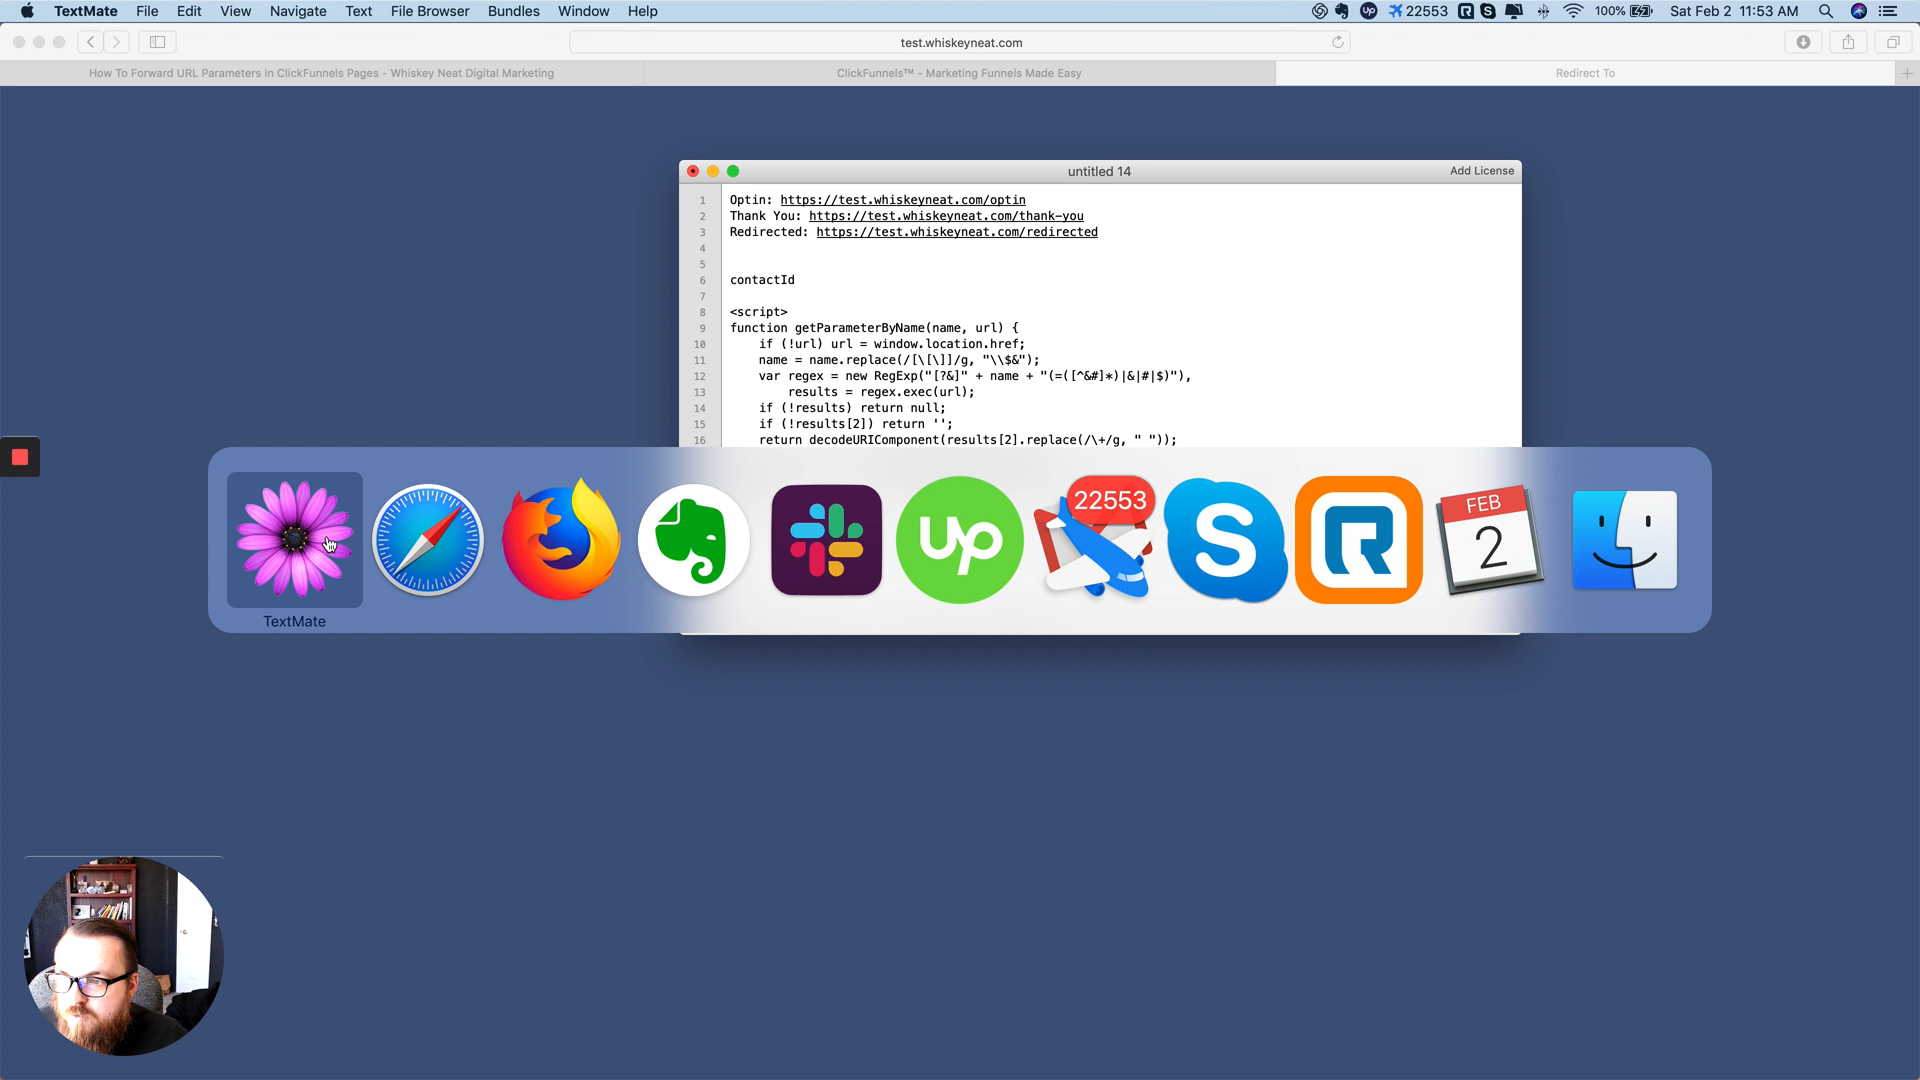 TextMate File Edit View Navigate Text File Browser Bundles Window Help
22553 100% Sat Feb 2 11:53 AM
test.whiskeyneat.com
How To Forward URL Parameters In ClickFunnels Pages - Whiskey Neat Digital Marketing
ClickFunnels™ - Marketing Funnels Made Easy
Redirect To
untitled 14
Add License
1 Optin: https://test.whiskeyneat.com/optin
2 Thank You: https://test.whiskeyneat.com/thank-you
3 Redirected: https://test.whiskeyneat.com/redirected
4
5
6 contactId
7
8 <script>
9 function getParameterByName(name, url) {
10 if (!url) url = window.location.href;
11 name = name.replace(/[\[\]]/g, "\\$&");
12 var regex = new RegExp("[?&]" + name + "(=([^&#]*)|&|#|$)"),
13 results = regex.exec(url);
14 if (!results) return null;
15 if (!results[2]) return '';
16 return decodeURIComponent(results[2].replace(/\+/g, " "));
up
22553
S
R
FEB
2
TextMate